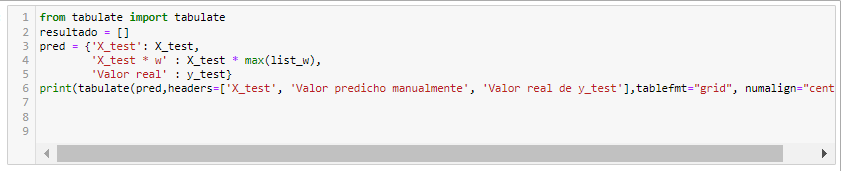 1 from tabulate import tabulate
2 resultado = []
3 pred = {'X_test': X_test,
4 'X_test * w' : X_test * max(list_w),
5 'Valor real' : y_test}
6 print(tabulate(pred,headers=['X_test', 'Valor predicho manualmente', 'Valor real de y_test'],tablefmt="grid", numalign="cent
7
8
9